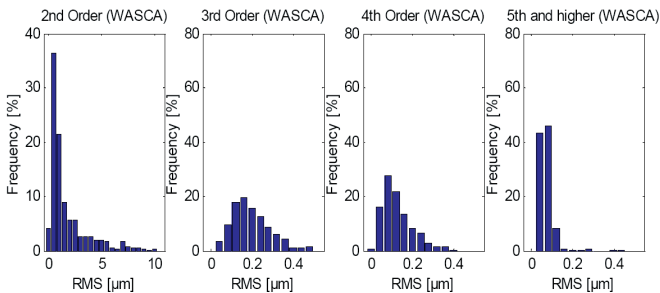 2nd Order (WASCA)
40
30
20
10
0
Frequency [%]
0 5 10
RMS [µm]
3rd Order (WASCA)
80
60
40
20
0
Frequency [%]
0 0.2 0.4
RMS [µm]
4th Order (WASCA)
80
60
40
20
0
Frequency [%]
0 0.2 0.4
RMS [µm]
5th and higher (WASCA)
80
60
40
20
0
Frequency [%]
0 0.2 0.4
RMS [µm]